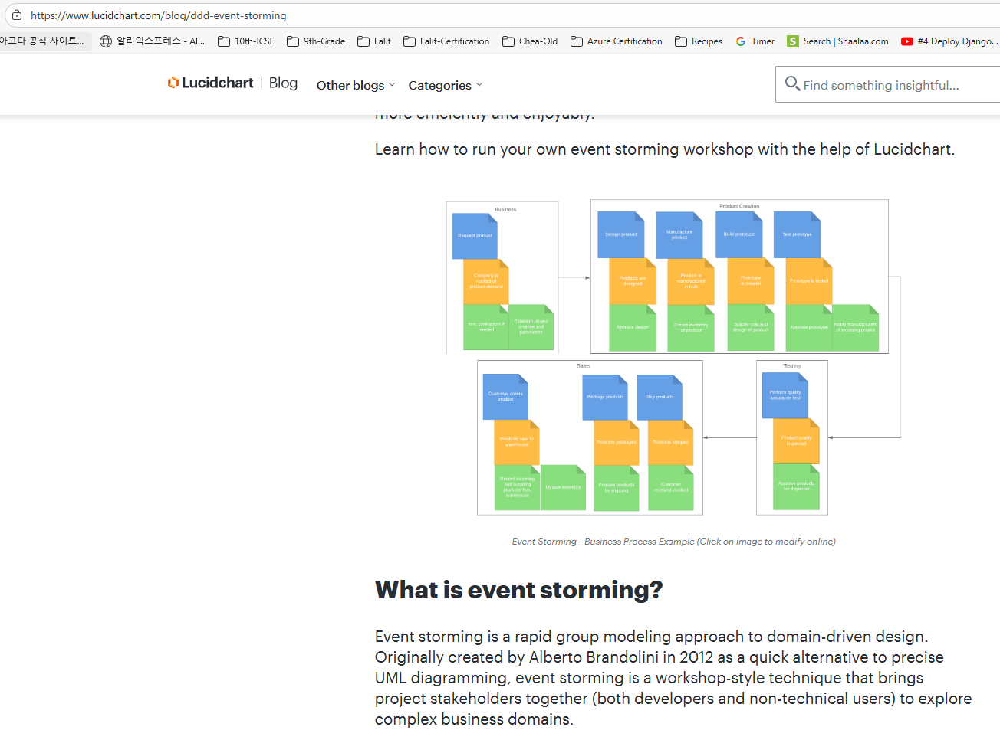 https://www.lucidchart.com/blog/ddd-event-storming
아고다 공식 사이트...
알리익스프레스 - Al...
10th-ICSE
9th-Grade
Lalit
Lalit-Certification
Chea-Old
Azure Certification
Recipes
Timer
Search | Shaalaa.com
#4 Deploy Django...
Lucidchart | Blog
Other blogs
Categories
Find something insightful...
more efficiently and enjoyably.
Learn how to run your own event storming workshop with the help of Lucidchart.
Business
Request product
Company is
notified of
product demand
Hire contractors if
needed
Establish project
timeline and
parameters
Product Creation
Design product
Manufacture
product
Build prototype
Test prototype
Products are
designed
Product is
manufactured
in bulk
Prototype
is created
Prototype is tested
Approve design
Create inventory
of product
Solidify cost and
design of product
Approve prototype
Notify manufacturers
of incoming project
Sales
Customer orders
product
Package products
Ship products
Products sent to
warehouse
Products packaged
Products shipped
Record incoming
and outgoing
products from
warehouse
Update inventory
Prepare products
for shipping
Customer
received product
Testing
Perform quality
assurance test
Product quality
inspected
Approve products
for dispersal
Event Storming - Business Process Example (Click on image to modify online)
What is event storming?
Event storming is a rapid group modeling approach to domain-driven design.
Originally created by Alberto Brandolini in 2012 as a quick alternative to precise
UML diagramming, event storming is a workshop-style technique that brings
project stakeholders together (both developers and non-technical users) to explore
complex business domains.